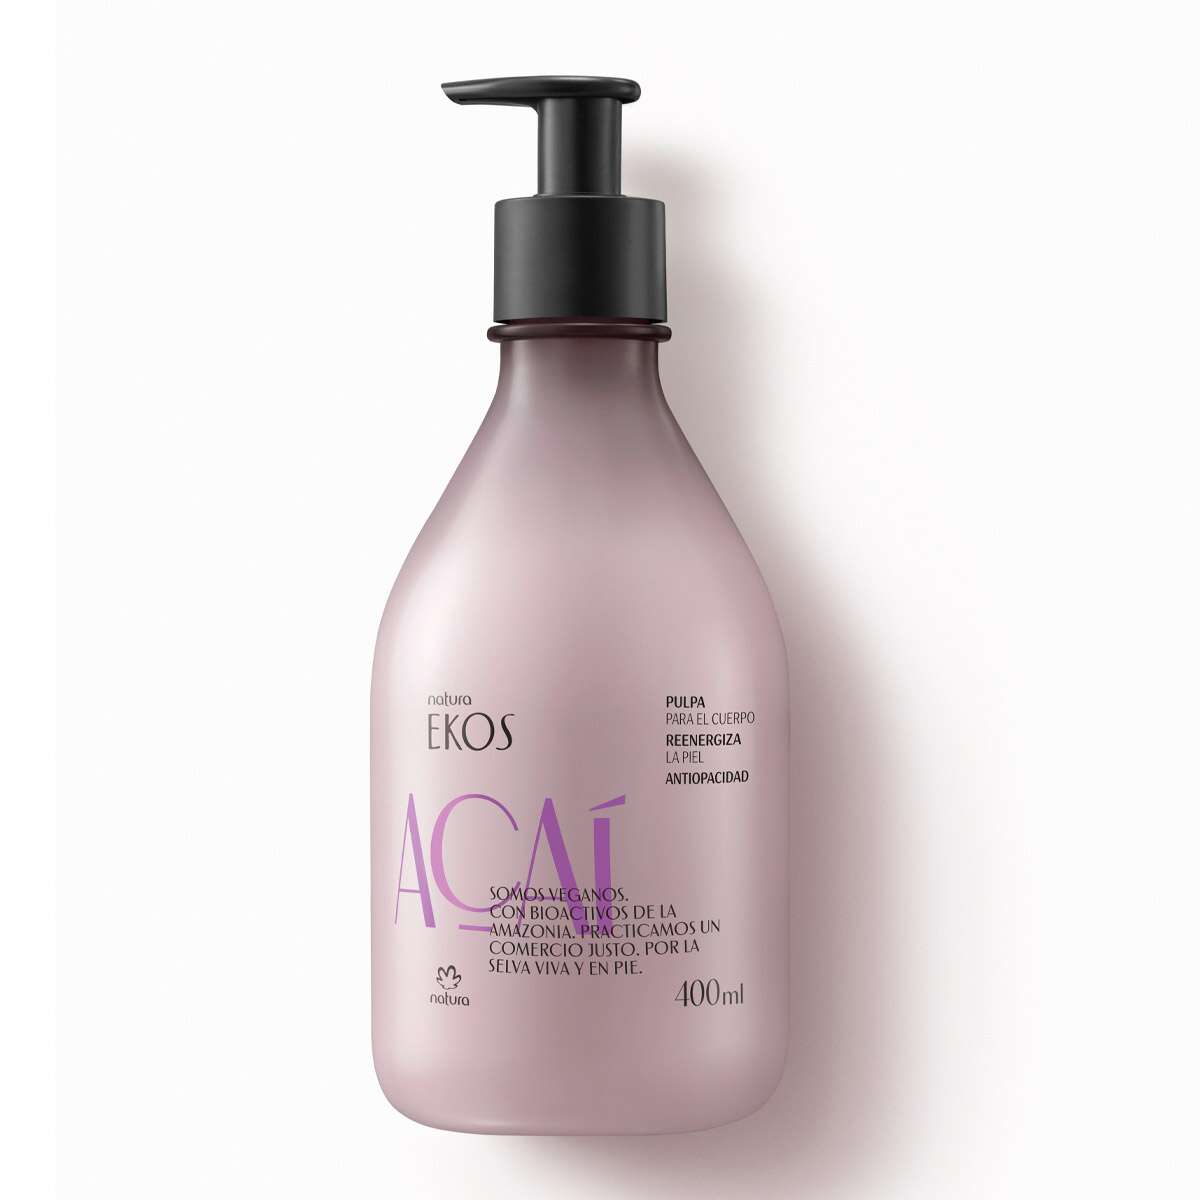 natura
EKOS
PULPA
PARA EL CUERPO
REENERGIZA
LA PIEL
ANTIOPACIDAD
AÇAÍ
SOMOS VEGANOS.
CON BIOACTIVOS DE LA
AMAZONIA. PRACTICAMOS UN
COMERCIO JUSTO. POR LA
SELVA VIVA Y EN PIE.
natura
400ml